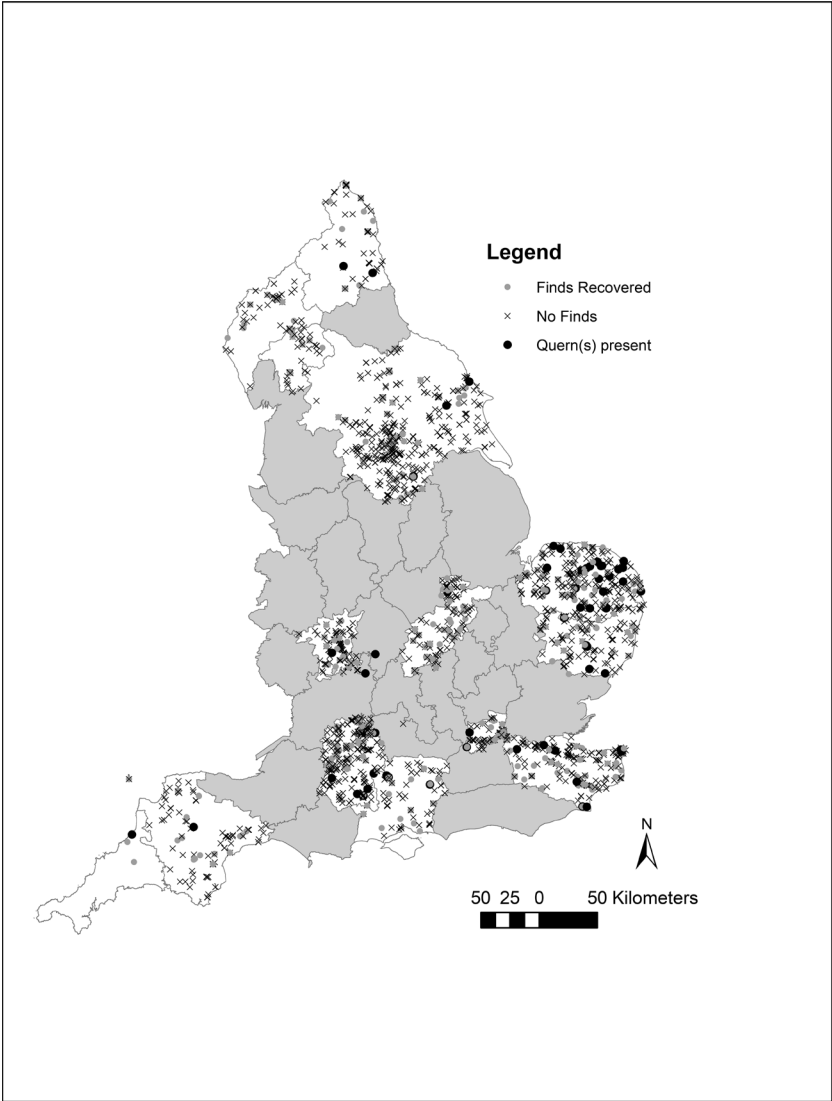 Legend
Finds Recovered
No Finds
Quern(s) present
N
50 25 0 50 Kilometers